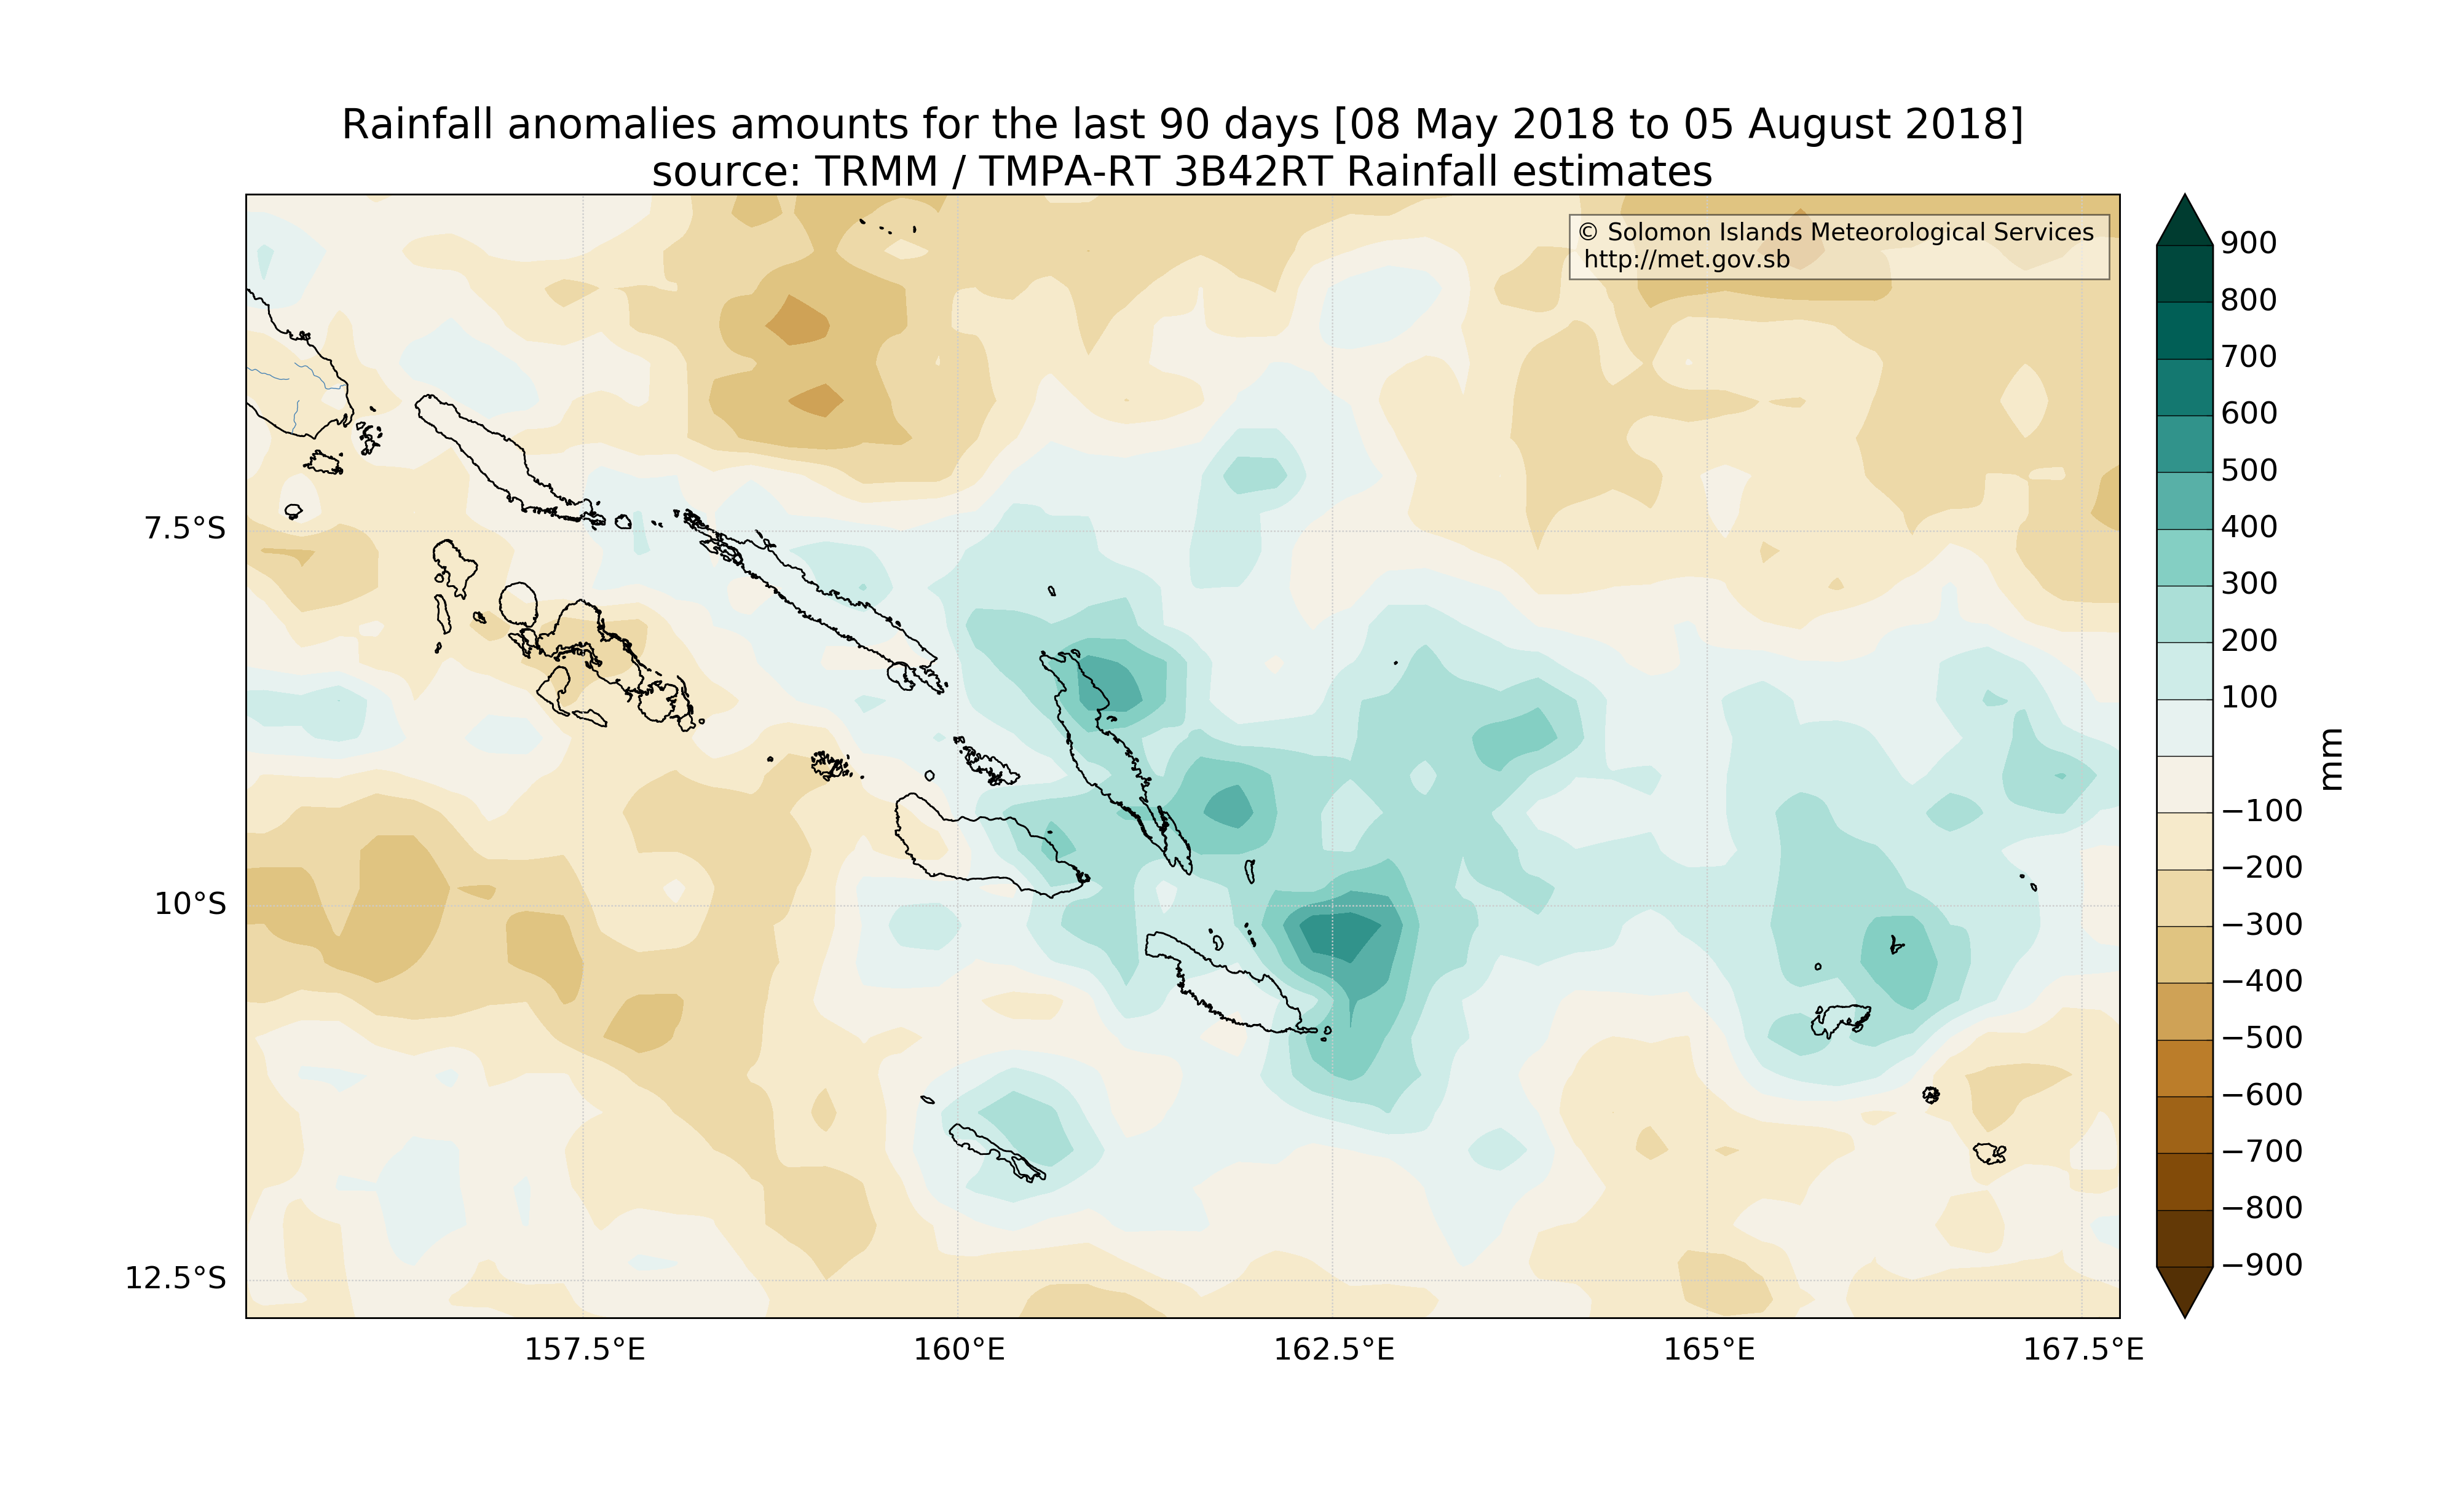 Rainfall anomalies amounts for the last 90 days [08 May 2018 to 05 August 2018]
source: TRMM / TMPA-RT 3B42RT Rainfall estimates
© Solomon Islands Meteorological Services
http://met.gov.sb
7.5°S
10°S
12.5°S
157.5°E
160°E
162.5°E
165°E
167.5°E
900
800
700
600
500
400
300
200
100
−100
−200
−300
−400
−500
−600
−700
−800
−900
mm